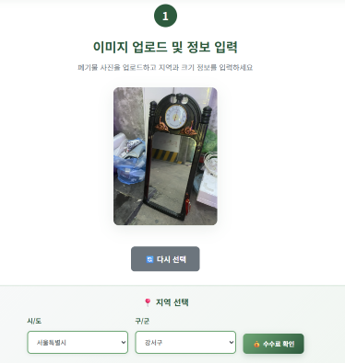 1
이미지 업로드 및 정보 입력
폐기물 사진을 업로드하고 지역과 크기 정보를 입력하세요
다시 선택
지역 선택
시/도
구/군
서울특별시
강서구
수수료 확인